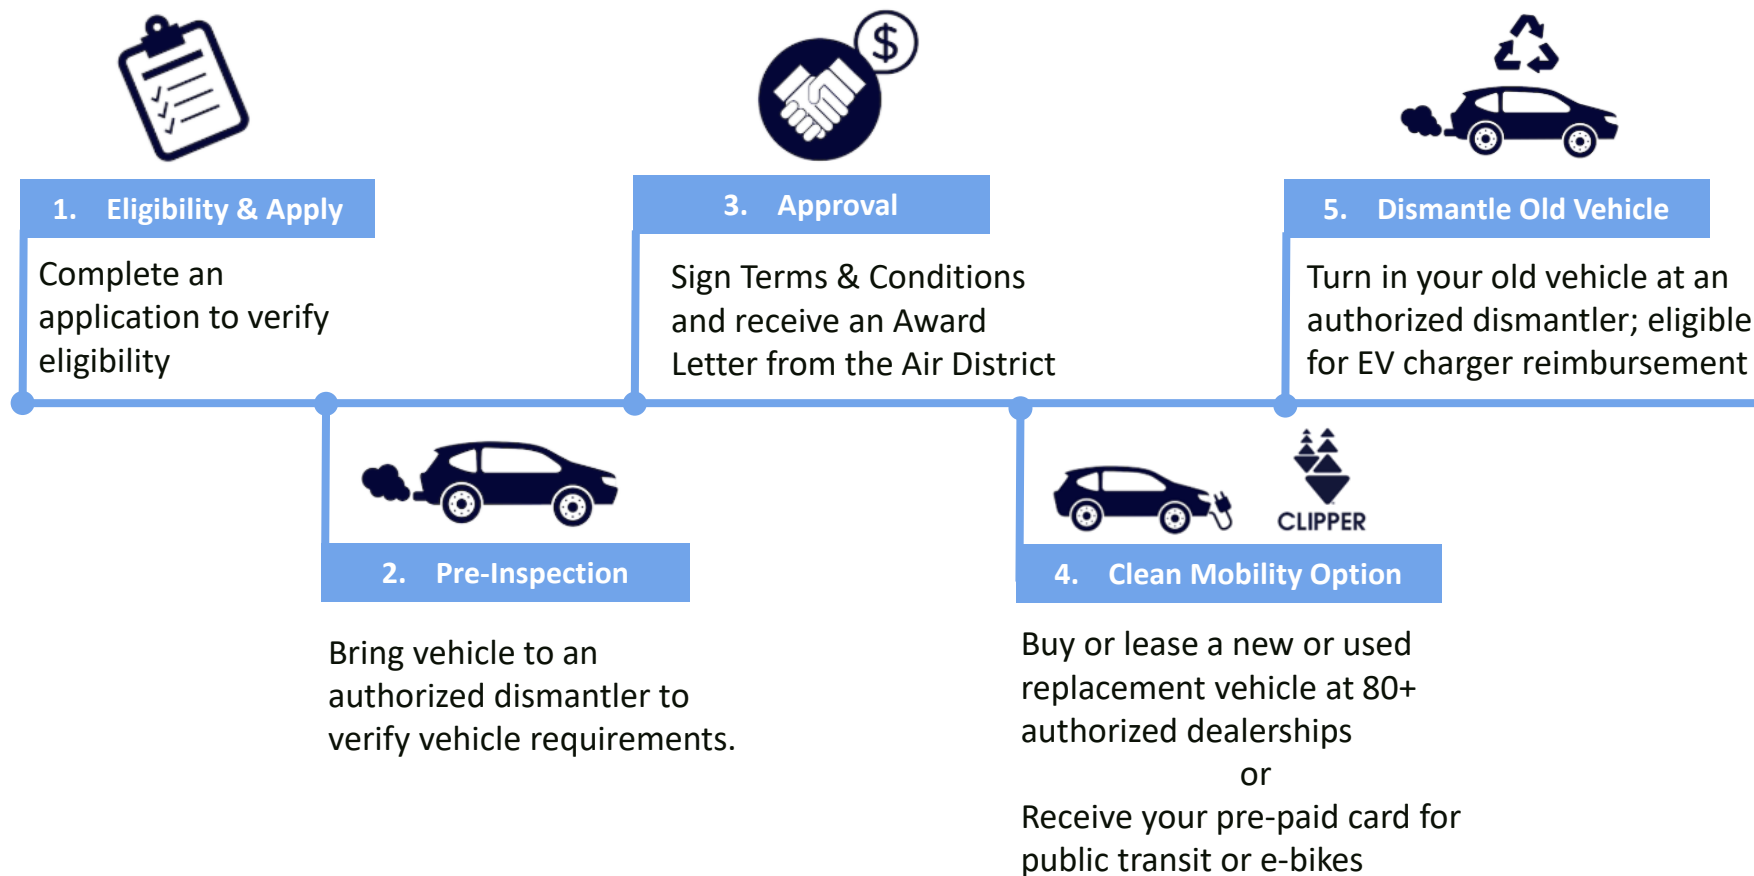 1. Eligibility & Apply
Complete an
application to verify
eligibility
2. Pre-Inspection
Bring vehicle to an
authorized dismantler to
verify vehicle requirements.
3. Approval
Sign Terms & Conditions
and receive an Award
Letter from the Air District
$
CLIPPER
4. Clean Mobility Option
Buy or lease a new or used
replacement vehicle at 80+
authorized dealerships
or
Receive your pre-paid card for
public transit or e-bikes
5. Dismantle Old Vehicle
Turn in your old vehicle at an
authorized dismantler; eligible
for EV charger reimbursement